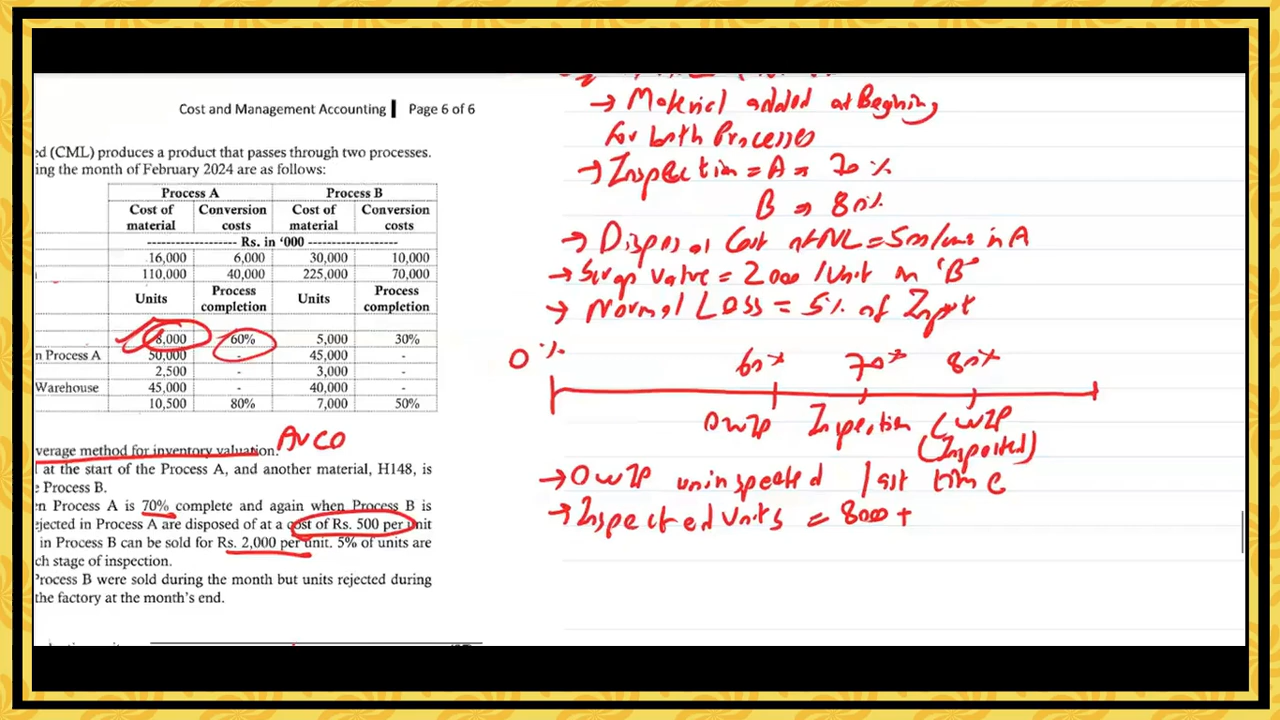 Cost and Management Accounting | Page 6 of 6
ed (CML) produces a product that passes through two processes.
ing the month of February 2024 are as follows:
Process A Process B
Cost of material Conversion costs Cost of material Conversion costs
-------------------- Rs. in '000 --------------------
16,000 6,000 30,000 10,000
110,000 40,000 225,000 70,000
Units Process completion Units Process completion
8,000 60% 5,000 30%
n Process A 50,000 - 45,000 -
2,500 - 3,000 -
Warehouse 45,000 - 40,000 -
10,500 80% 7,000 50%
AVCO
verage method for inventory valuation.
l at the start of the Process A, and another material, H148, is
e Process B.
en Process A is 70% complete and again when Process B is
ejected in Process A are disposed of at a cost of Rs. 500 per unit
in Process B can be sold for Rs. 2,000 per unit. 5% of units are
ch stage of inspection.
Process B were sold during the month but units rejected during
the factory at the month's end.
→ Material added at Begining
for both Processes
→ Inspection = A = 70%
B ⇒ 80%
→ Disposal Cost of NL = 500/unit in A
→ Scrap value = 2000/Unit in 'B'
→ Normal Loss = 5% of Input
0% 60% 70% 80%
OWIP Inspection CWIP
(Inspected)
→ OWIP uninspected last time
→ Inspected units = 8000 +